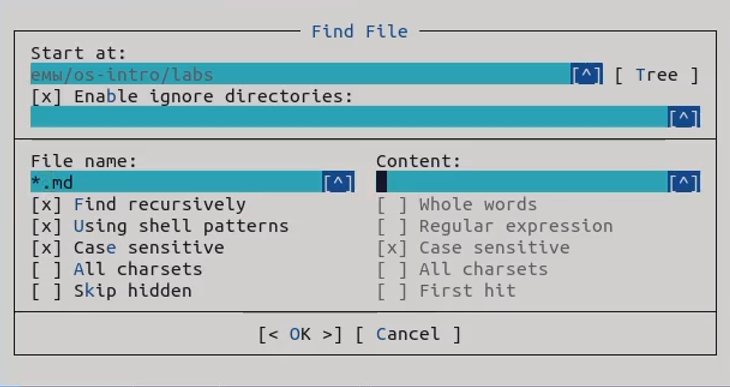 Find File
Start at:
емы/os-intro/labs [^] [ Tree ]
[x] Enable ignore directories:
[^]
File name: Content:
*.md [^] [^]
[x] Find recursively [ ] Whole words
[x] Using shell patterns [ ] Regular expression
[x] Case sensitive [x] Case sensitive
[ ] All charsets [ ] All charsets
[ ] Skip hidden [ ] First hit
[< OK >] [ Cancel ]